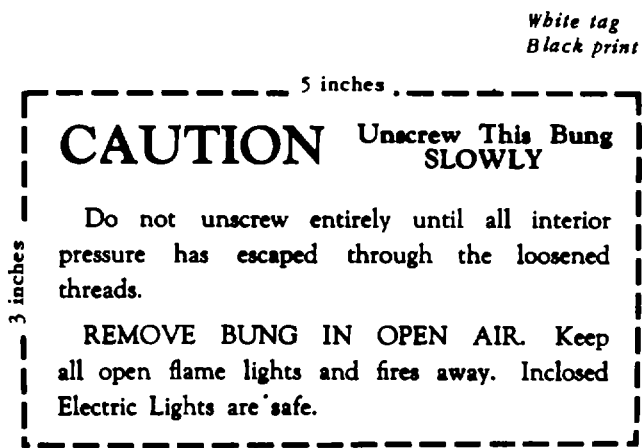 White tag
Black print
5 inches
CAUTION Unscrew This Bung
SLOWLY
Do not unscrew entirely until all interior
pressure has escaped through the loosened
threads.
3 inches
REMOVE BUNG IN OPEN AIR. Keep
all open flame lights and fires away. Inclosed
Electric Lights are safe.